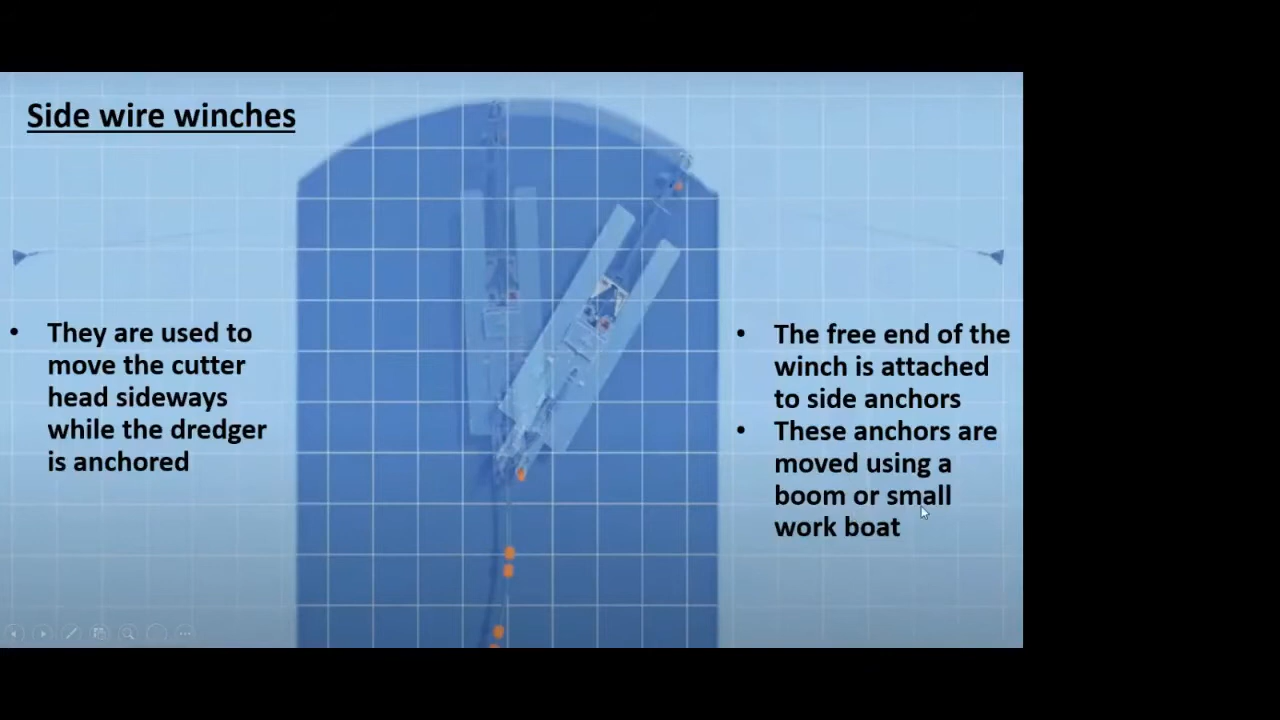 Side wire winches
• They are used to
move the cutter
head sideways
while the dredger
is anchored
• The free end of the
winch is attached
to side anchors
• These anchors are
moved using a
boom or small
work boat